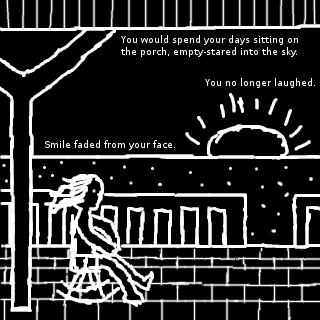 You would spend your days sitting on
the porch, empty-stared into the sky.
You no longer laughed.
Smile faded from your face.